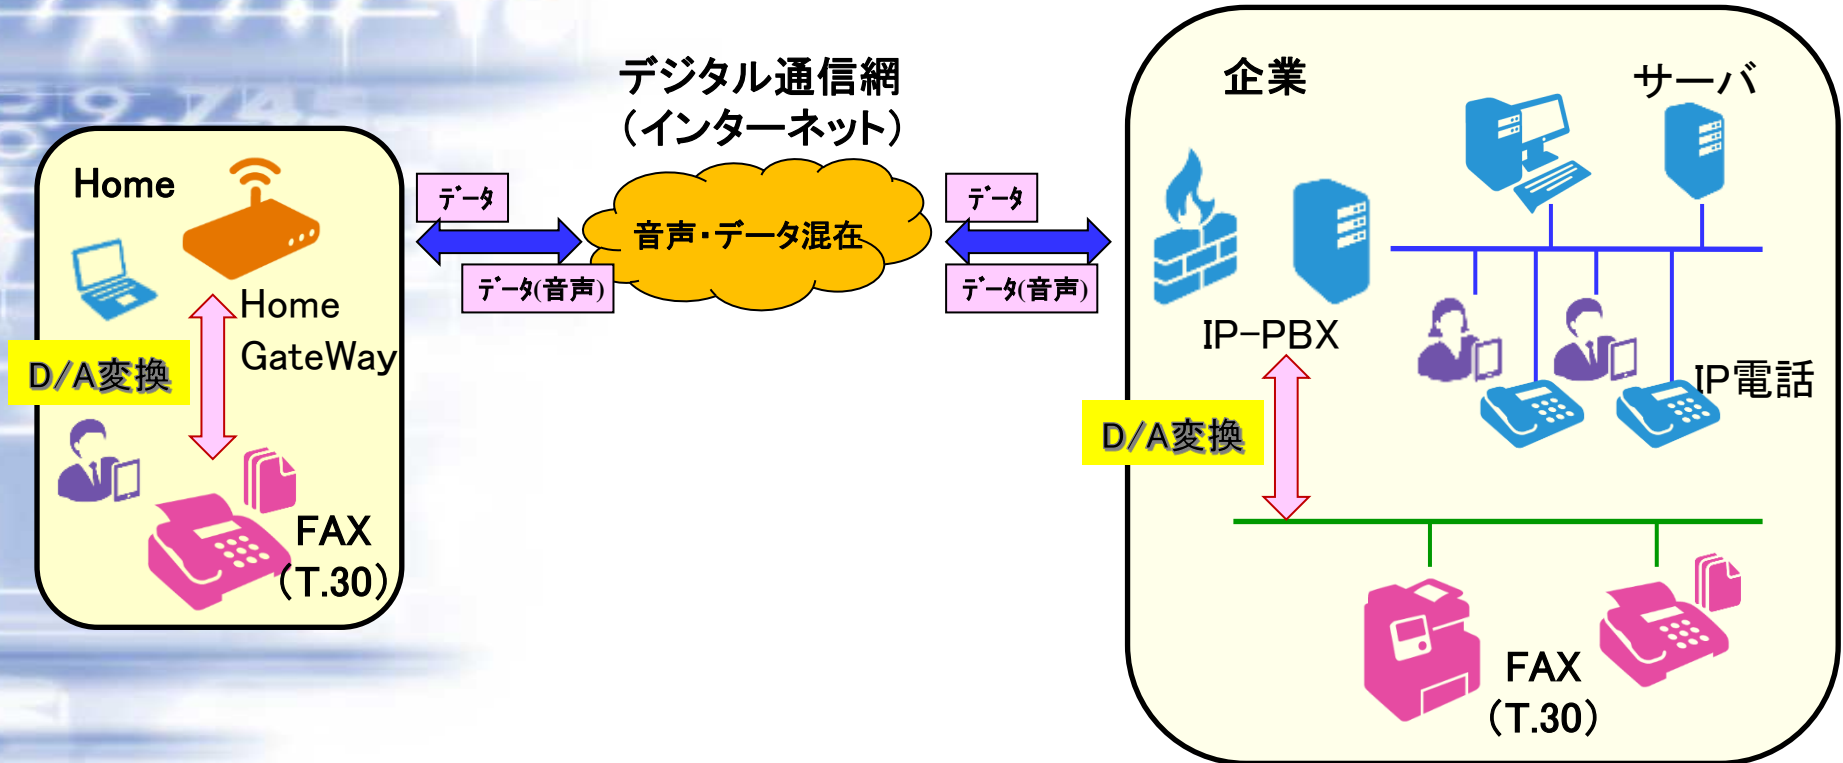 デジタル通信網
（インターネット）
企業
サーバ
Home
データ
音声・データ混在
データ
データ(音声)
データ(音声)
Home
GateWay
IP-PBX
D/A変換
IP電話
D/A変換
FAX
（T.30）
FAX
（T.30）